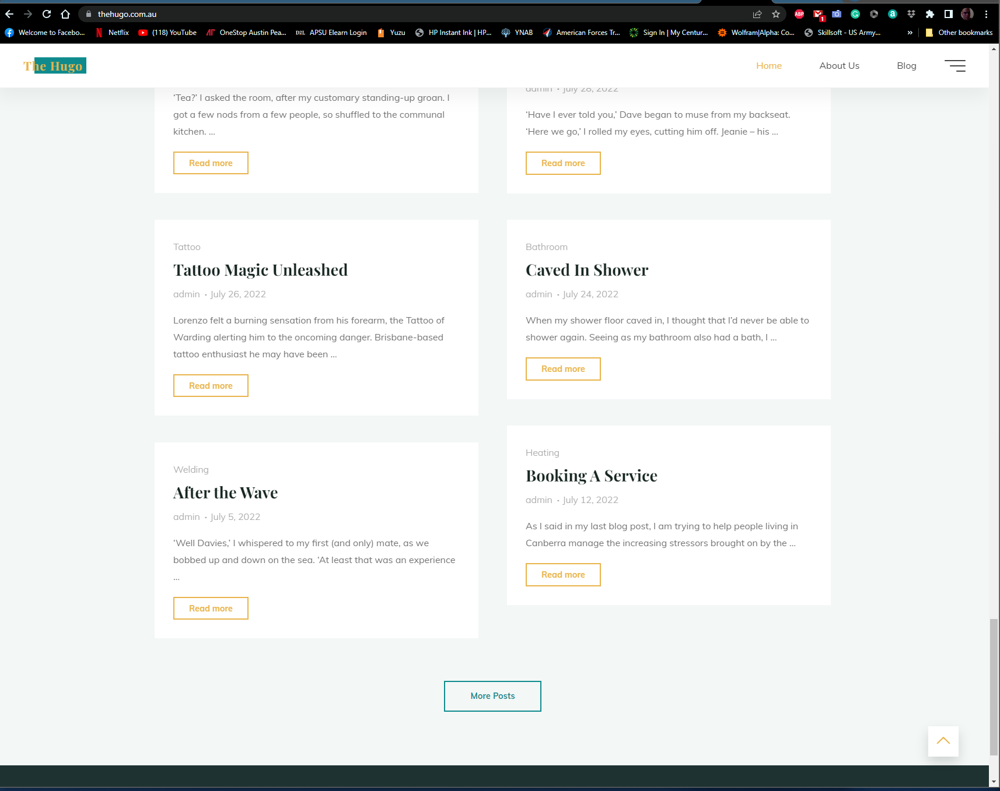 thehugo.com.au
ABP
1
Welcome to Facebo...
Netflix
(118) YouTube
OneStop Austin Pea...
D2L APSU Elearn Login
Yuzu
HP Instant Ink | HP...
YNAB
American Forces Tr...
Sign In | My Centur...
Wolfram|Alpha: Co...
Skillsoft - US Army...
»
Other bookmarks
The Hugo
Home
About Us
Blog
‘Tea?’ I asked the room, after my customary standing-up groan. I
got a few nods from a few people, so shuffled to the communal
kitchen. ...
Read more
admin · July 28, 2022
‘Have I ever told you,’ Dave began to muse from my backseat.
‘Here we go,’ I rolled my eyes, cutting him off. Jeanie – his ...
Read more
Tattoo
Tattoo Magic Unleashed
admin · July 26, 2022
Lorenzo felt a burning sensation from his forearm, the Tattoo of
Warding alerting him to the oncoming danger. Brisbane-based
tattoo enthusiast he may have been ...
Read more
Bathroom
Caved In Shower
admin · July 24, 2022
When my shower floor caved in, I thought that I’d never be able to
shower again. Seeing as my bathroom also had a bath, I ...
Read more
Welding
After the Wave
admin · July 5, 2022
‘Well Davies,’ I whispered to my first (and only) mate, as we
bobbed up and down on the sea. ‘At least that was an experience
...
Read more
Heating
Booking A Service
admin · July 12, 2022
As I said in my last blog post, I am trying to help people living in
Canberra manage the increasing stressors brought on by the ...
Read more
More Posts